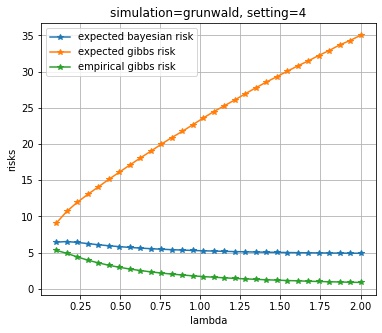 simulation=grunwald, setting=4
expected bayesian risk
expected gibbs risk
empirical gibbs risk
35
30
25
20
15
10
5
0
risks
0.25 0.50 0.75 1.00 1.25 1.50 1.75 2.00
lambda